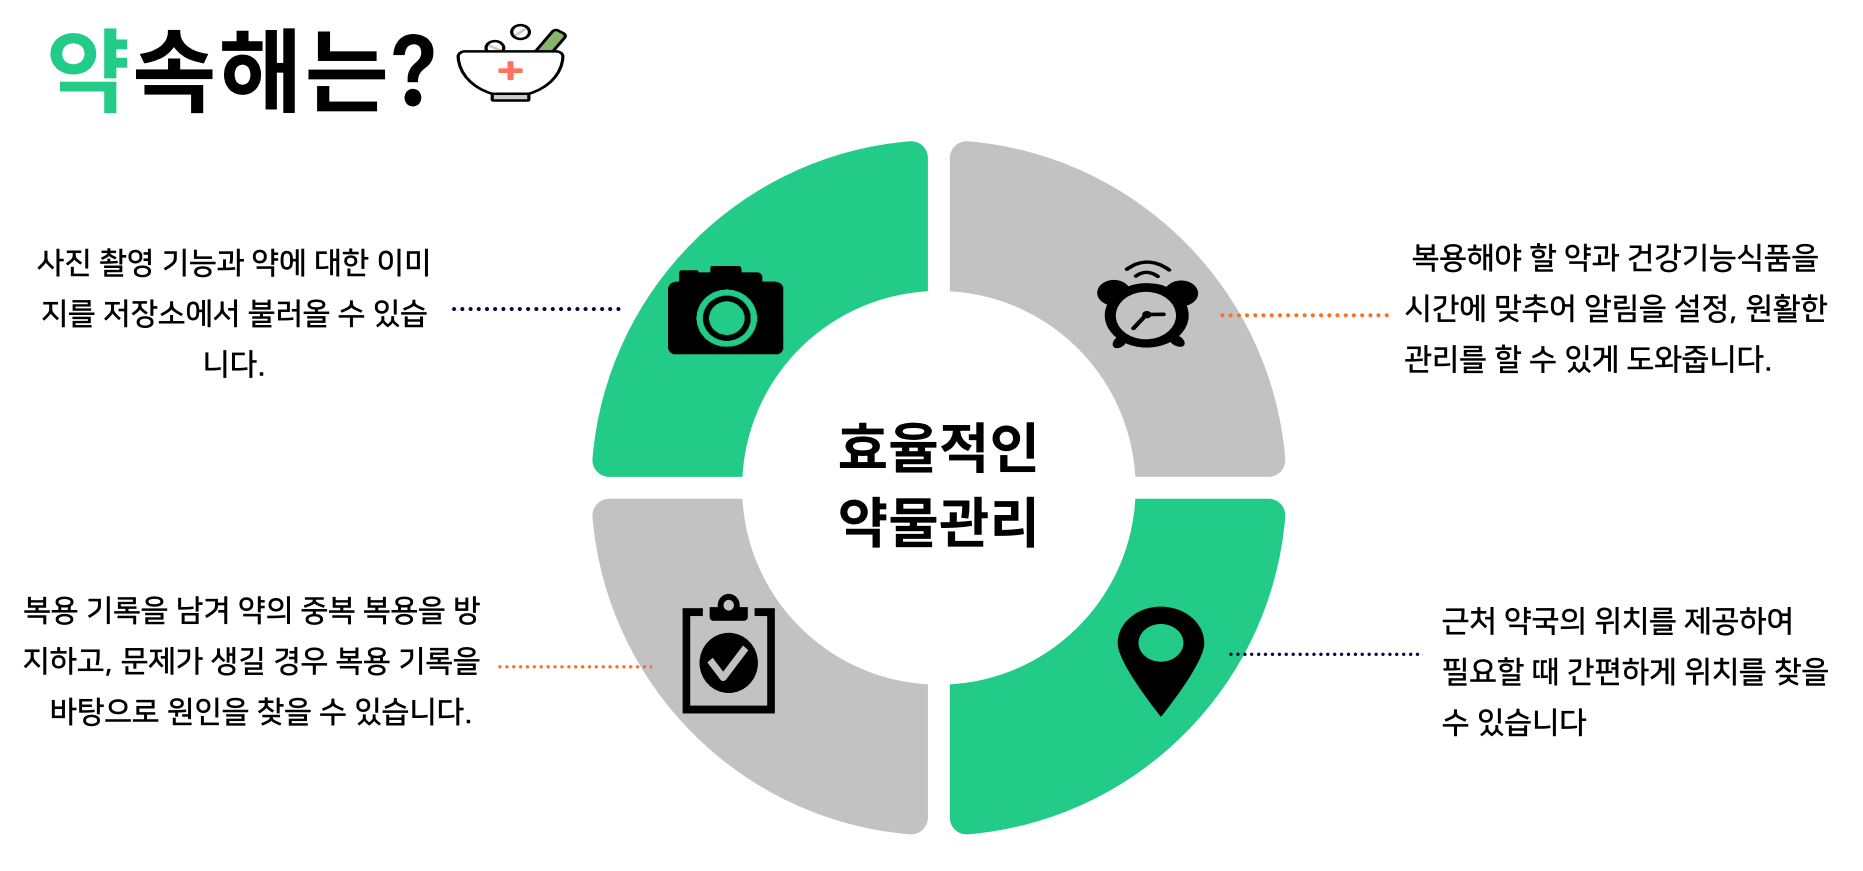 약속해는?
사진 촬영 기능과 약에 대한 이미
지를 저장소에서 불러올 수 있습
니다.
복용해야 할 약과 건강기능식품을
시간에 맞추어 알림을 설정, 원활한
관리를 할 수 있게 도와줍니다.
효율적인
약물관리
복용 기록을 남겨 약의 중복 복용을 방
지하고, 문제가 생길 경우 복용 기록을
바탕으로 원인을 찾을 수 있습니다.
근처 약국의 위치를 제공하여
필요할 때 간편하게 위치를 찾을
수 있습니다